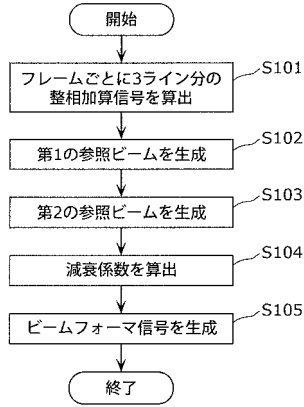 開始
フレームごとに3ライン分の
整相加算信号を算出
S101
第1の参照ビームを生成
S102
第2の参照ビームを生成
S103
減衰係数を算出
S104
ビームフォーマ信号を生成
S105
終了